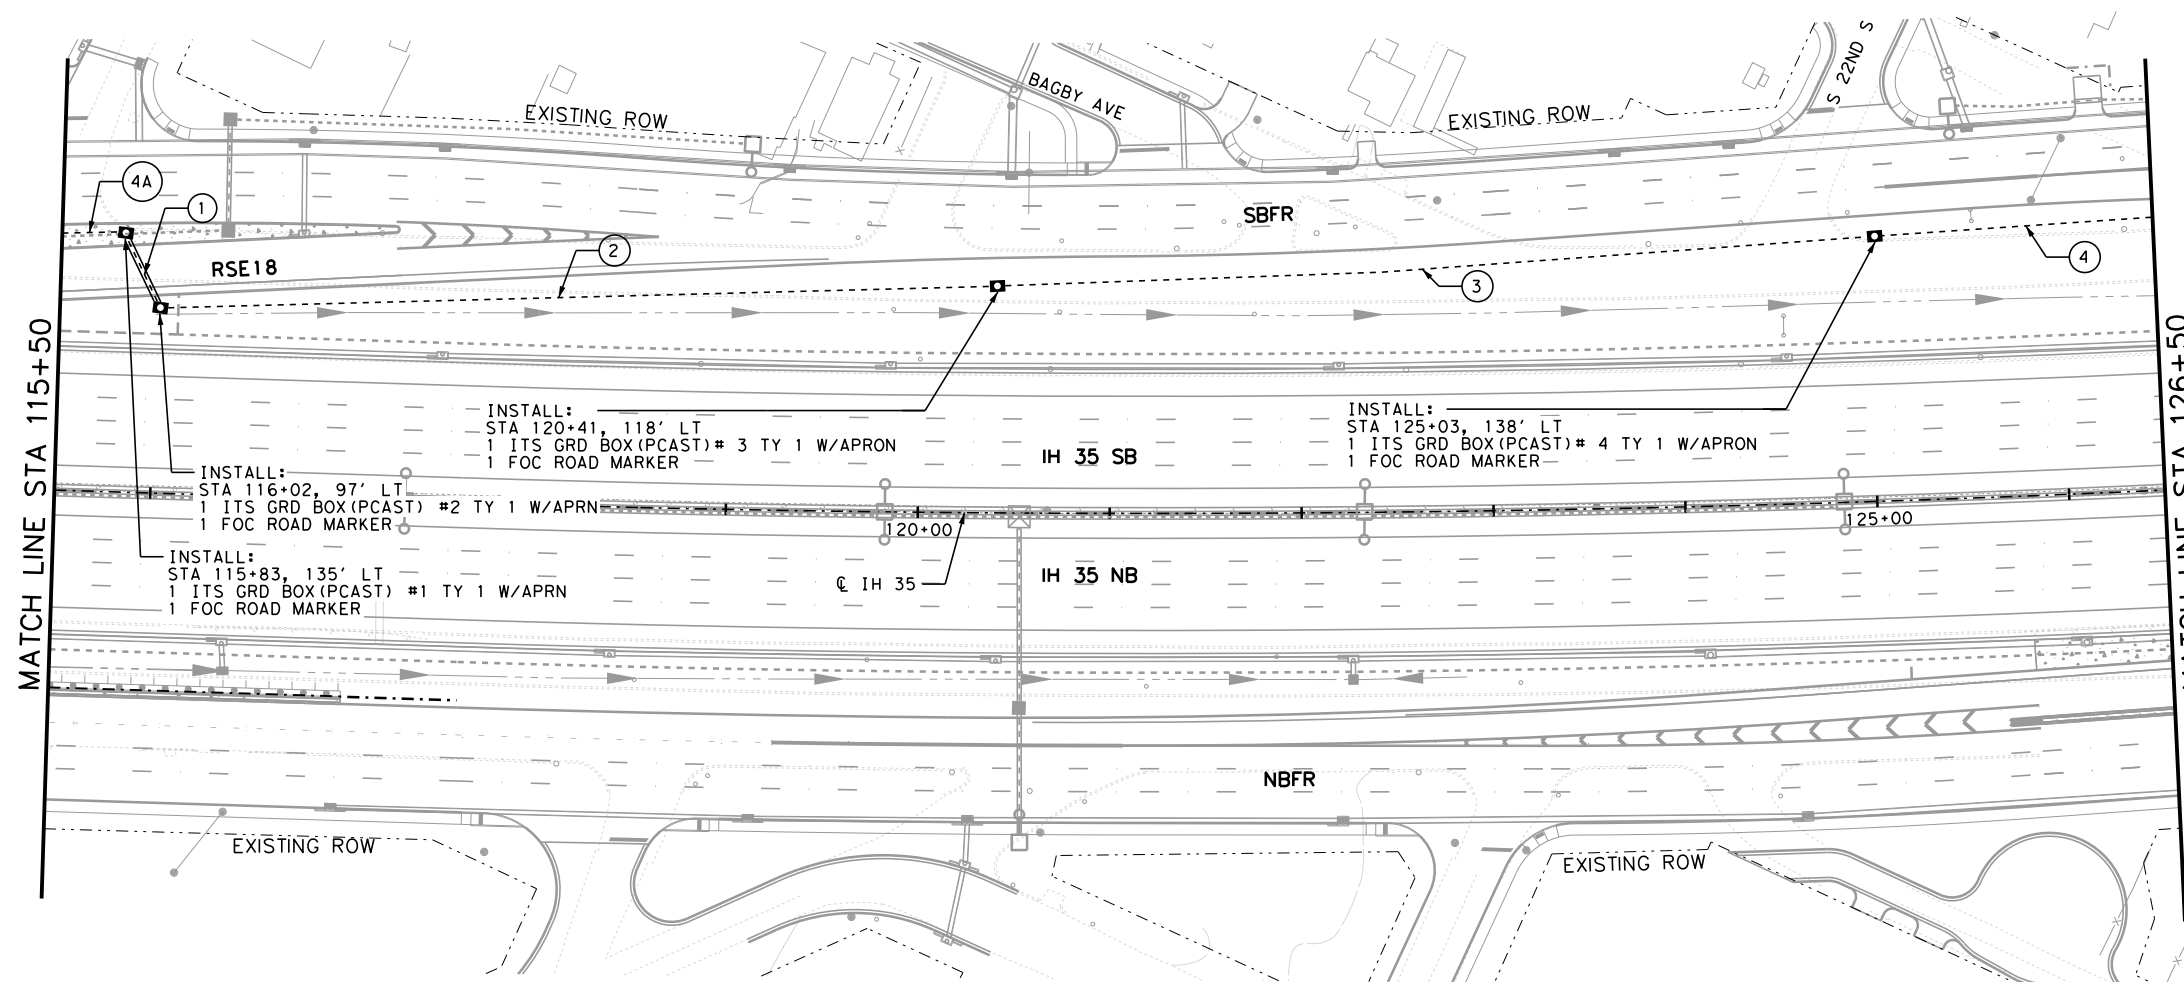 S 22ND S
BAGBY AVE
EXISTING ROW
EXISTING ROW
4A
1
SBFR
2
4
RSE18
3
MATCH LINE STA 115+50
MATCH LINE STA 126+50
INSTALL:
STA 120+41, 118' LT
1 ITS GRD BOX(PCAST)# 3 TY 1 W/APRON
1 FOC ROAD MARKER
INSTALL:
STA 125+03, 138' LT
1 ITS GRD BOX(PCAST)# 4 TY 1 W/APRON
1 FOC ROAD MARKER
IH 35 SB
INSTALL:
STA 116+02, 97' LT
1 ITS GRD BOX(PCAST) #2 TY 1 W/APRN
1 FOC ROAD MARKER
120+00
125+00
INSTALL:
STA 115+83, 135' LT
1 ITS GRD BOX(PCAST) #1 TY 1 W/APRN
1 FOC ROAD MARKER
℄ IH 35
IH 35 NB
NBFR
EXISTING ROW
EXISTING ROW